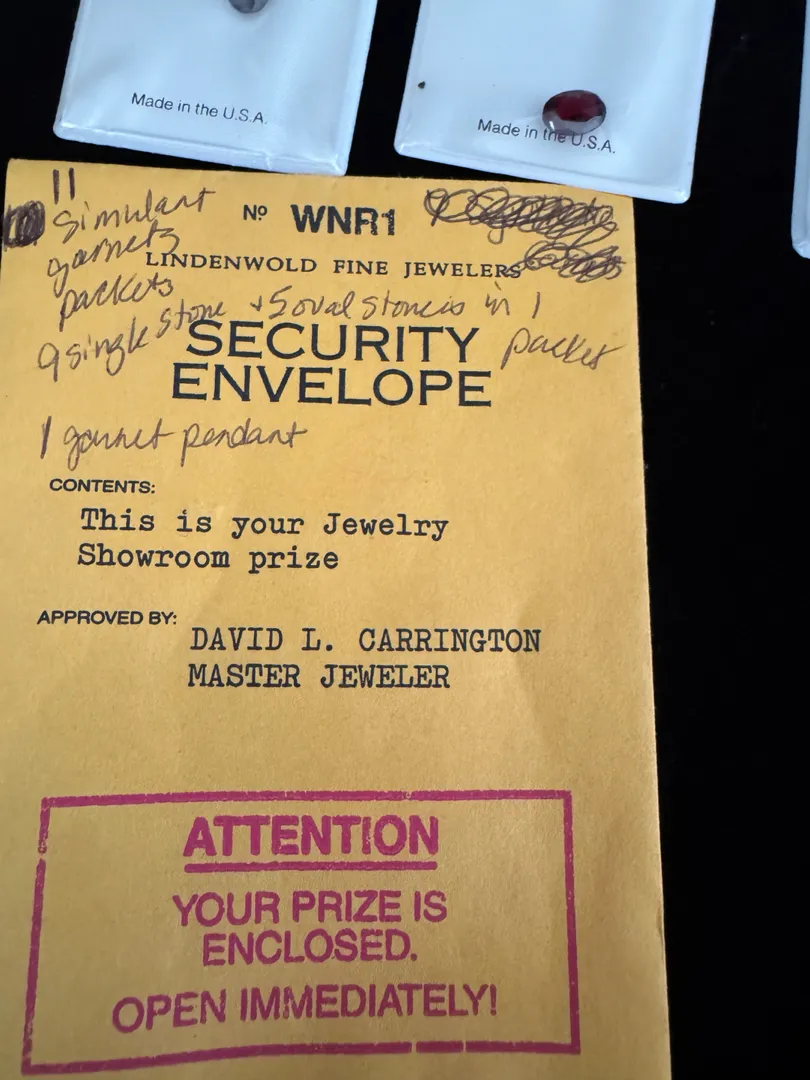 Made in the U.S.A.
Made in the U.S.A.
11
simulant
garnets
packets
Nº WNR1
LINDENWOLD FINE JEWELERS
9 single stone + 5 oval stones in 1
packet
SECURITY
ENVELOPE
1 garnet pendant
CONTENTS:
This is your Jewelry
Showroom prize
APPROVED BY:
DAVID L. CARRINGTON
MASTER JEWELER
ATTENTION
YOUR PRIZE IS
ENCLOSED.
OPEN IMMEDIATELY!